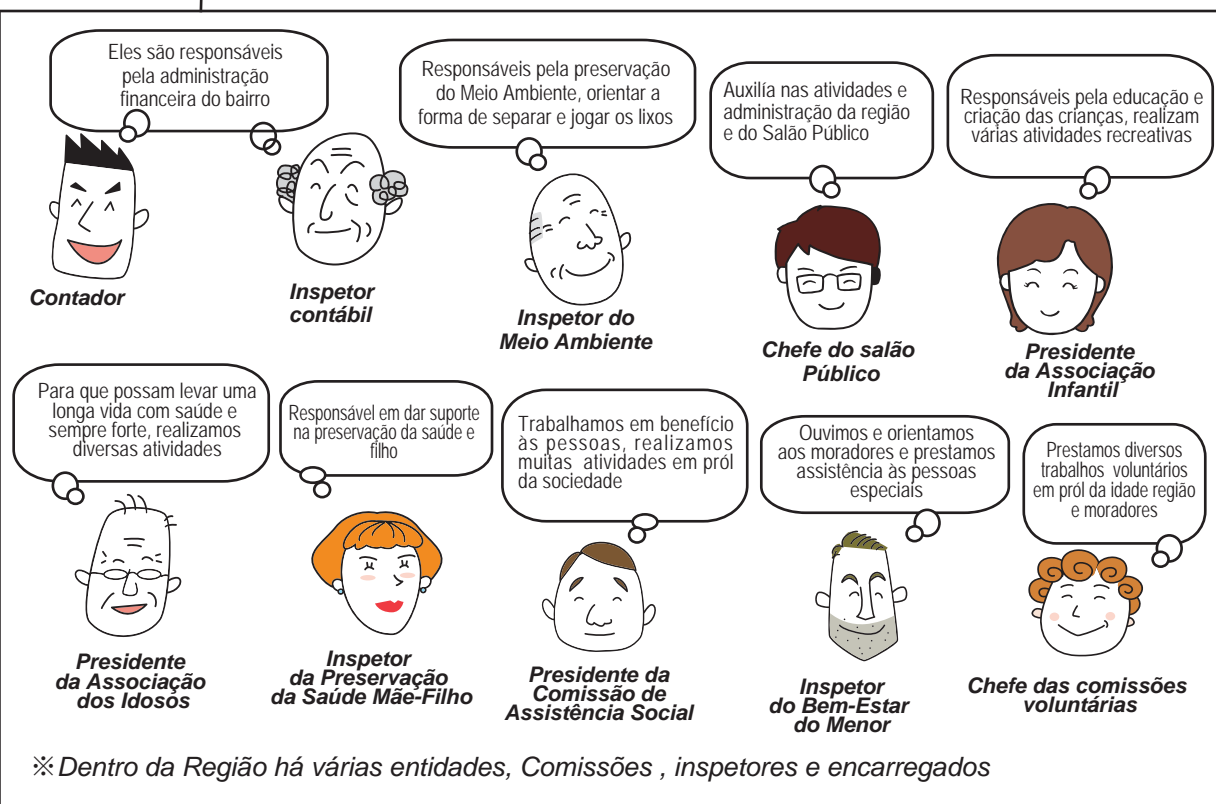 Eles são responsáveis
pela administração
financeira do bairro
Contador
Inspetor
contábil
Responsáveis pela preservação
do Meio Ambiente, orientar a
forma de separar e jogar os lixos
Inspetor do
Meio Ambiente
Auxilía nas atividades e
administração da região
e do Salão Público
Chefe do salão
Público
Responsáveis pela educação e
criação das crianças, realizam
várias atividades recreativas
Presidente
da Associação
Infantil
Para que possam levar uma
longa vida com saúde e
sempre forte, realizamos
diversas atividades
Presidente
da Associação
dos Idosos
Responsável em dar suporte
na preservação da saúde e
filho
Inspetor
da Preservação
da Saúde Mãe-Filho
Trabalhamos em benefício
às pessoas, realizamos
muitas atividades em pról
da sociedade
Presidente da
Comissão de
Assistência Social
Ouvimos e orientamos
aos moradores e prestamos
assistência às pessoas
especiais
Inspetor
do Bem-Estar
do Menor
Prestamos diversos
trabalhos voluntários
em pról da idade região
e moradores
Chefe das comissões
voluntárias
※Dentro da Região há várias entidades, Comissões , inspetores e encarregados